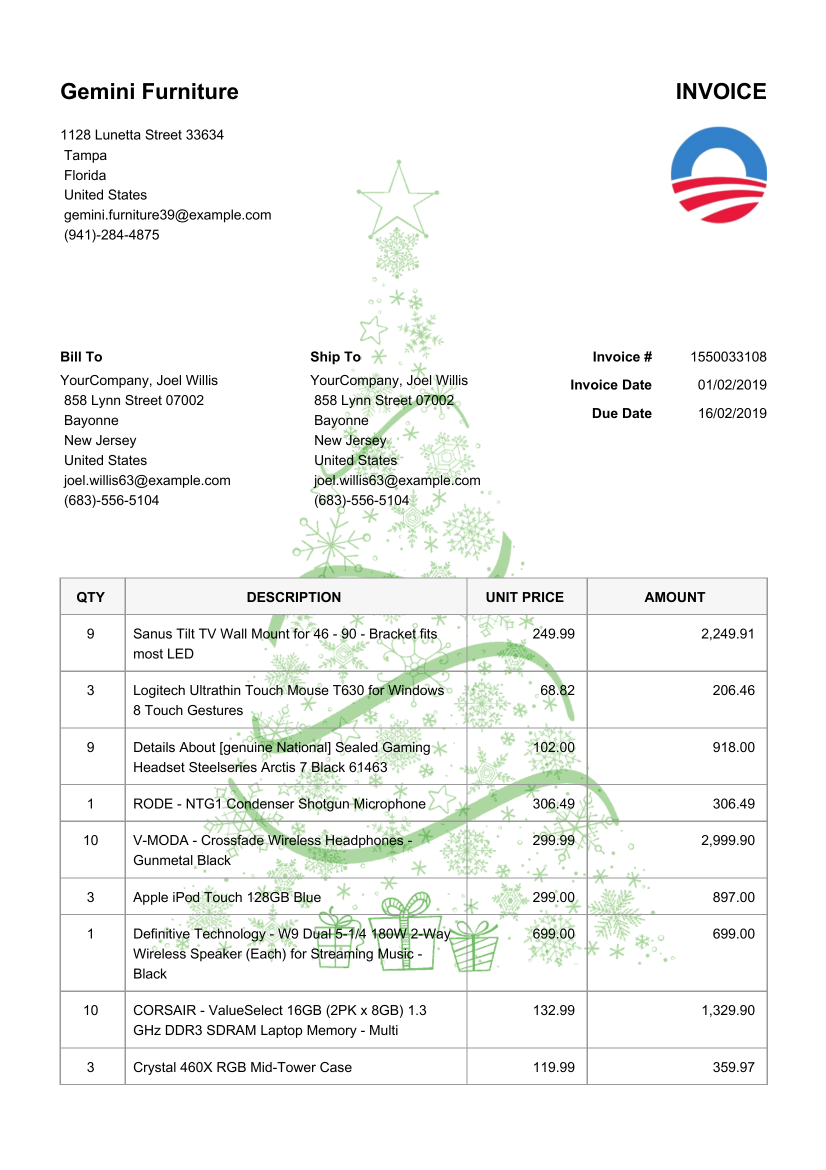 Gemini Furniture
INVOICE
1128 Lunetta Street 33634
Tampa
Florida
United States
gemini.furniture39@example.com
(941)-284-4875
Bill To
YourCompany, Joel Willis
858 Lynn Street 07002
Bayonne
New Jersey
United States
joel.willis63@example.com
(683)-556-5104
Ship To
YourCompany, Joel Willis
858 Lynn Street 07002
Bayonne
New Jersey
United States
joel.willis63@example.com
(683)-556-5104
Invoice # 1550033108
Invoice Date 01/02/2019
Due Date 16/02/2019
QTY DESCRIPTION UNIT PRICE AMOUNT
9 Sanus Tilt TV Wall Mount for 46 - 90 - Bracket fits 249.99 2,249.91
most LED
3 Logitech Ultrathin Touch Mouse T630 for Windows 68.82 206.46
8 Touch Gestures
9 Details About [genuine National] Sealed Gaming 102.00 918.00
Headset Steelseries Arctis 7 Black 61463
1 RODE - NTG1 Condenser Shotgun Microphone 306.49 306.49
10 V-MODA - Crossfade Wireless Headphones - 299.99 2,999.90
Gunmetal Black
3 Apple iPod Touch 128GB Blue 299.00 897.00
1 Definitive Technology - W9 Dual 5-1/4 180W 2-Way 699.00 699.00
Wireless Speaker (Each) for Streaming Music -
Black
10 CORSAIR - ValueSelect 16GB (2PK x 8GB) 1.3 132.99 1,329.90
GHz DDR3 SDRAM Laptop Memory - Multi
3 Crystal 460X RGB Mid-Tower Case 119.99 359.97